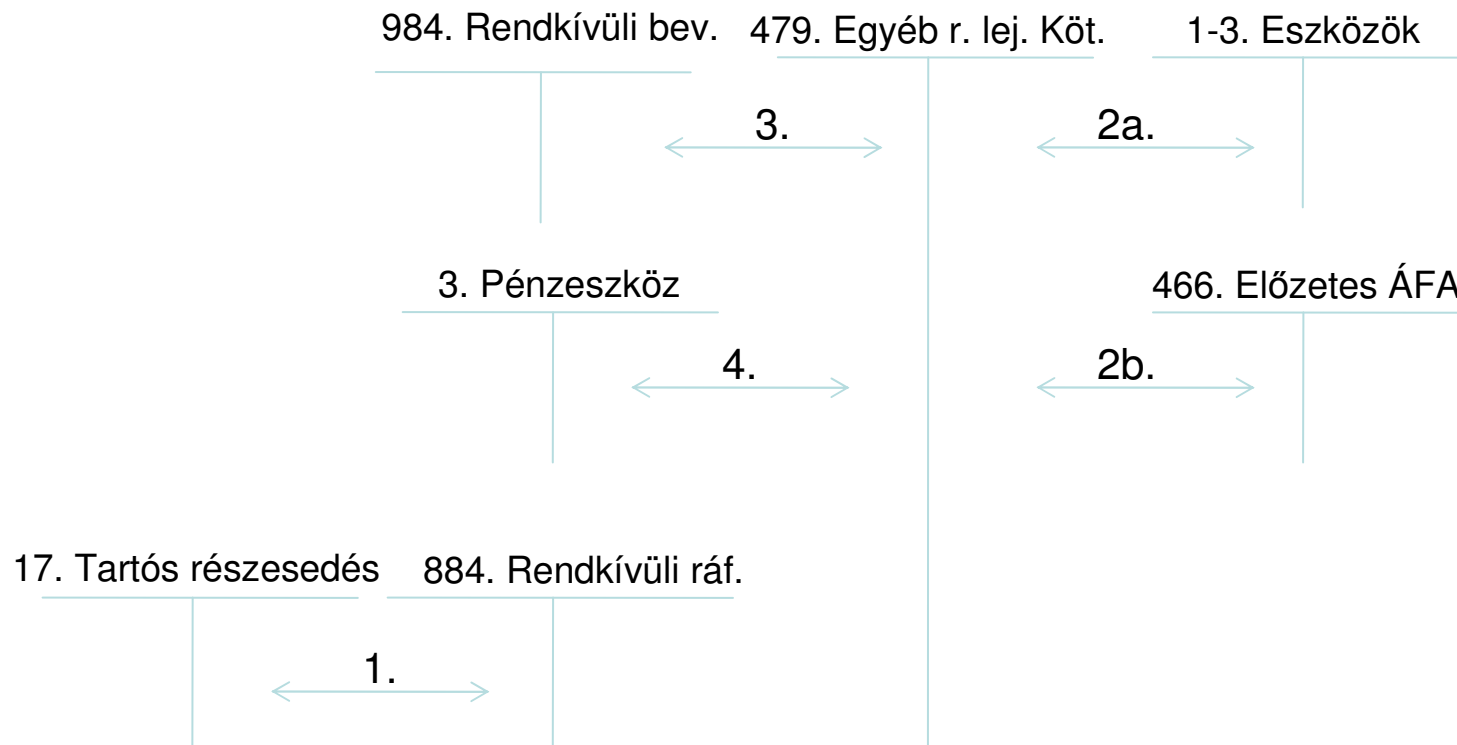 984. Rendkívüli bev.
479. Egyéb r. lej. Köt.
1-3. Eszközök
3.
2a.
3. Pénzeszköz
466. Előzetes ÁFA
4.
2b.
17. Tartós részesedés
884. Rendkívüli ráf.
1.